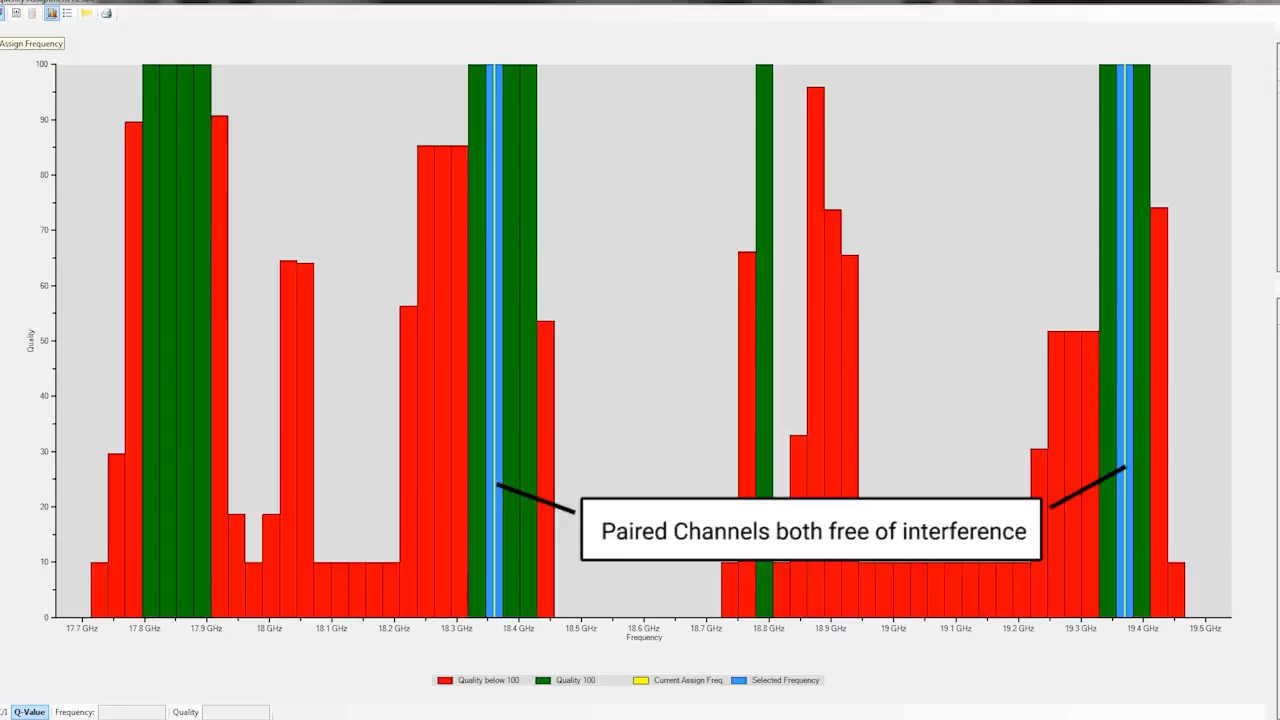 Assign Frequency
100
90
80
70
60
50
40
30
20
10
0
Quality
17.7 GHz 17.8 GHz 17.9 GHz 18 GHz 18.1 GHz 18.2 GHz 18.3 GHz 18.4 GHz 18.5 GHz 18.6 GHz 18.7 GHz 18.8 GHz 18.9 GHz 19 GHz 19.1 GHz 19.2 GHz 19.3 GHz 19.4 GHz 19.5 GHz
Frequency
Paired Channels both free of interference
Quality below 100 Quality 100 Current Assign Freq. Selected Frequency
C/I Q-Value Frequency: Quality